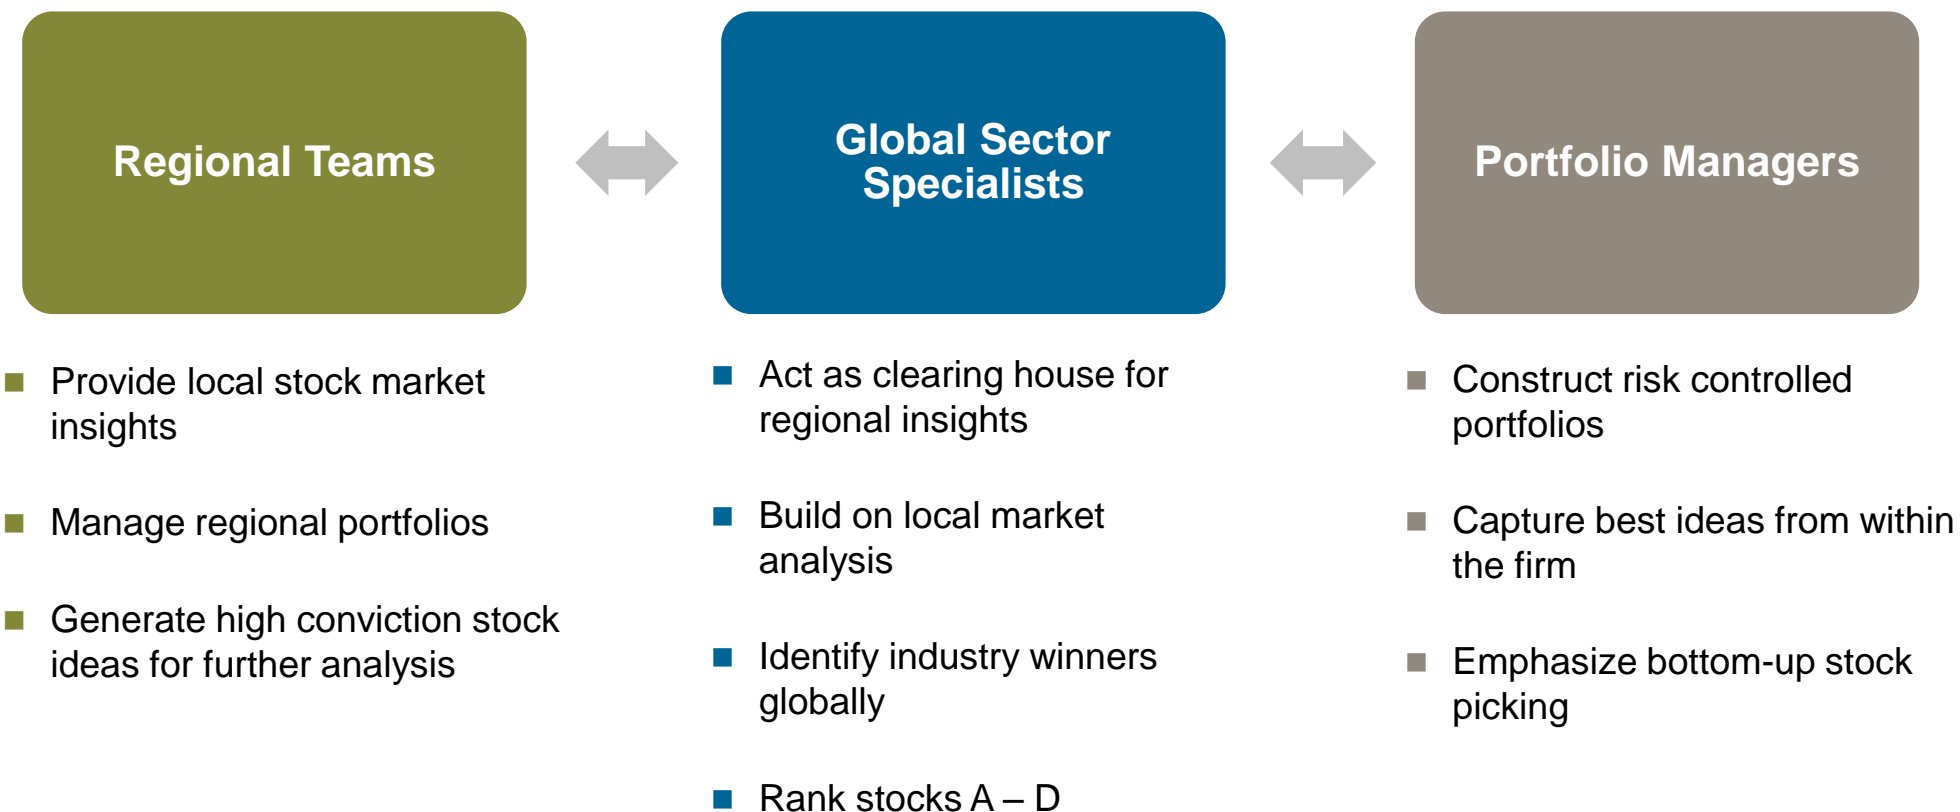 Regional Teams
Global Sector
Specialists
Portfolio Managers
Provide local stock market
insights
Manage regional portfolios
Generate high conviction stock
ideas for further analysis
Act as clearing house for
regional insights
Build on local market
analysis
Identify industry winners
globally
Rank stocks A – D
Construct risk controlled
portfolios
Capture best ideas from within
the firm
Emphasize bottom-up stock
picking